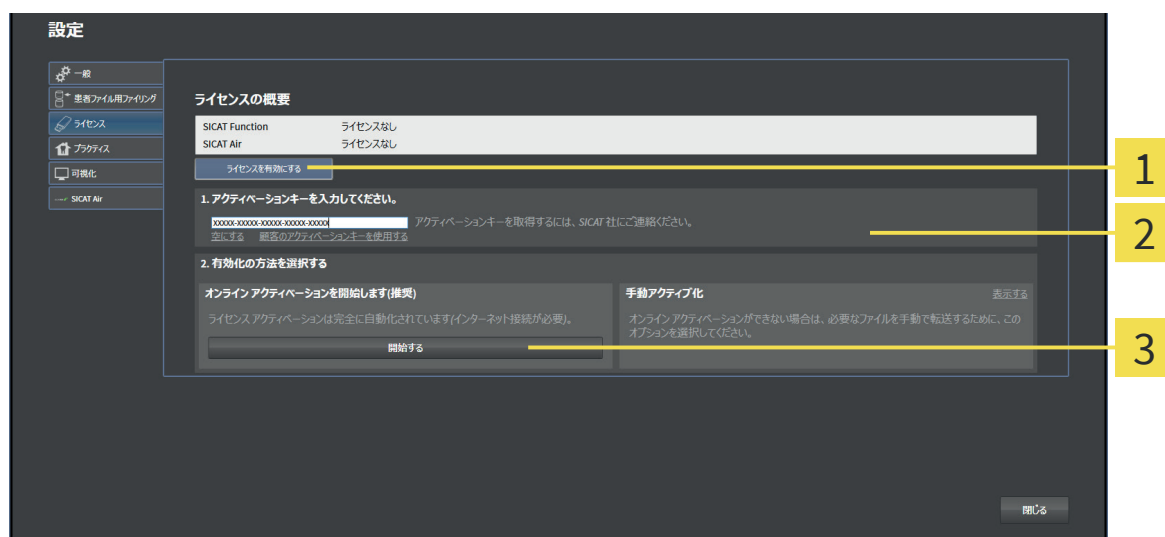 設定
一般
患者ファイル用ファイリング
ライセンス
プラクティス
可視化
SICAT Air
ライセンスの概要
SICAT Function ライセンスなし
SICAT Air ライセンスなし
ライセンスを有効にする
1
1. アクティベーションキーを入力してください。
XXXXX-XXXXX-XXXXX-XXXXX-XXXXX アクティベーションキーを取得するには、SICAT 社にご連絡ください。
2
空にする 顧客のアクティベーションキーを使用する
2. 有効化の方法を選択する
オンライン アクティベーションを開始します(推奨)
ライセンス アクティベーションは完全に自動化されています(インターネット接続が必要)。
開始する
手動アクティブ化 表示する
オンライン アクティベーションができない場合は、必要なファイルを手動で転送するために、この
オプションを選択してください。
3
閉じる